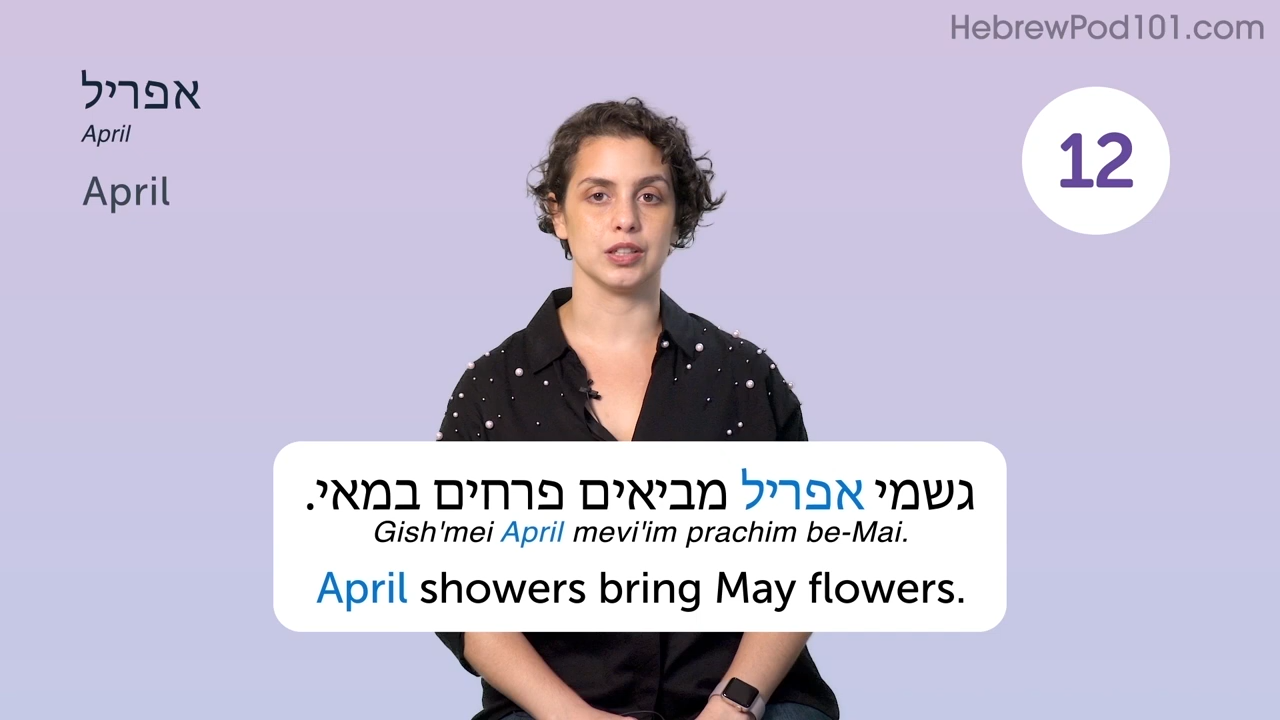 HebrewPod101.com
אפריל
April
April
12
גשמי אפריל מביאים פרחים במאי.
Gish'mei April mevi'im prachim be-Mai.
April showers bring May flowers.